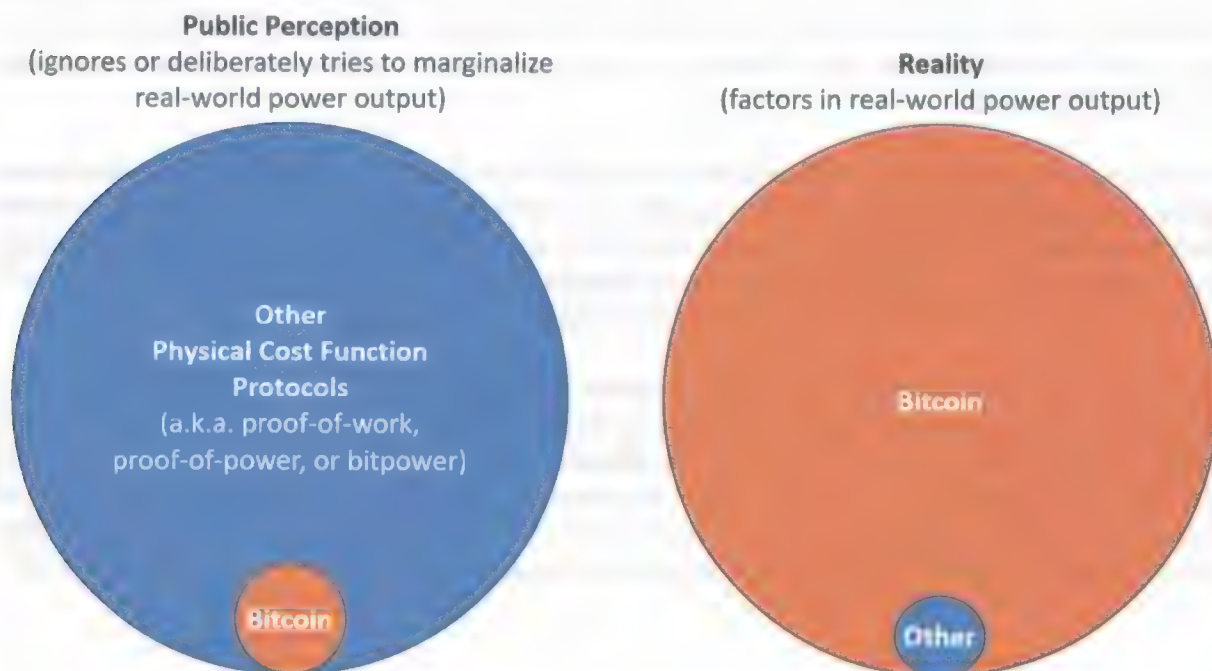 Public Perception
(ignores or deliberately tries to marginalize
real-world power output)
Reality
(factors in real-world power output)
Other
Physical Cost Function
Protocols
(a.k.a. proof-of-work,
proof-of-power, or bitpower)
Bitcoin
Bitcoin
Other